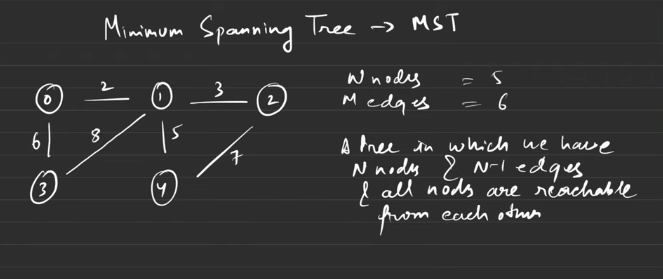 Minimum Spanning Tree → MST
0 2 1 3 2
6 8 5 7
3 4
N nodes = 5
M edges = 6
A tree in which we have
N nodes & N-1 edges
& all nods are reachable
from each other